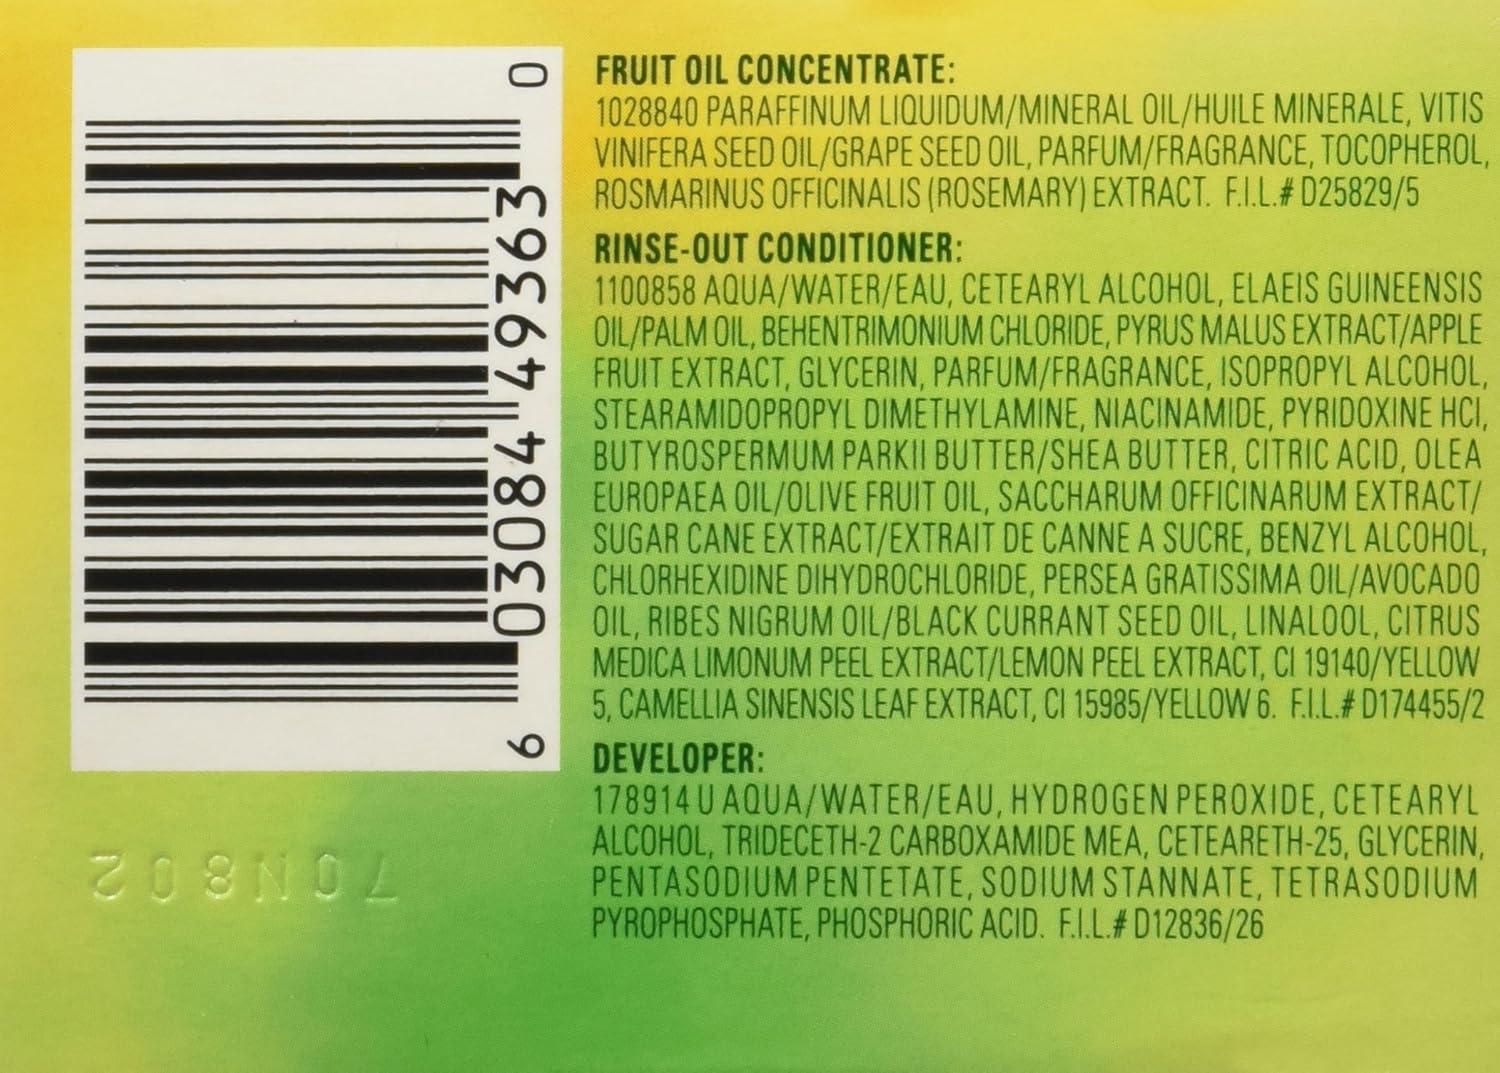 6 03084 49363 0
70N802
FRUIT OIL CONCENTRATE:
1028840 PARAFFINUM LIQUIDUM/MINERAL OIL/HUILE MINERALE, VITIS
VINIFERA SEED OIL/GRAPE SEED OIL, PARFUM/FRAGRANCE, TOCOPHEROL,
ROSMARINUS OFFICINALIS (ROSEMARY) EXTRACT. F.I.L.# D25829/5
RINSE-OUT CONDITIONER:
1100858 AQUA/WATER/EAU, CETEARYL ALCOHOL, ELAEIS GUINEENSIS
OIL/PALM OIL, BEHENTRIMONIUM CHLORIDE, PYRUS MALUS EXTRACT/APPLE
FRUIT EXTRACT, GLYCERIN, PARFUM/FRAGRANCE, ISOPROPYL ALCOHOL,
STEARAMIDOPROPYL DIMETHYLAMINE, NIACINAMIDE, PYRIDOXINE HCl,
BUTYROSPERMUM PARKII BUTTER/SHEA BUTTER, CITRIC ACID, OLEA
EUROPAEA OIL/OLIVE FRUIT OIL, SACCHARUM OFFICINARUM EXTRACT/
SUGAR CANE EXTRACT/EXTRAIT DE CANNE A SUCRE, BENZYL ALCOHOL,
CHLORHEXIDINE DIHYDROCHLORIDE, PERSEA GRATISSIMA OIL/AVOCADO
OIL, RIBES NIGRUM OIL/BLACK CURRANT SEED OIL, LINALOOL, CITRUS
MEDICA LIMONUM PEEL EXTRACT/LEMON PEEL EXTRACT, CI 19140/YELLOW
5, CAMELLIA SINENSIS LEAF EXTRACT, CI 15985/YELLOW 6. F.I.L.# D174455/2
DEVELOPER:
178914 U AQUA/WATER/EAU, HYDROGEN PEROXIDE, CETEARYL
ALCOHOL, TRIDECETH-2 CARBOXAMIDE MEA, CETEARETH-25, GLYCERIN,
PENTASODIUM PENTETATE, SODIUM STANNATE, TETRASODIUM
PYROPHOSPHATE, PHOSPHORIC ACID. F.I.L.# D12836/26